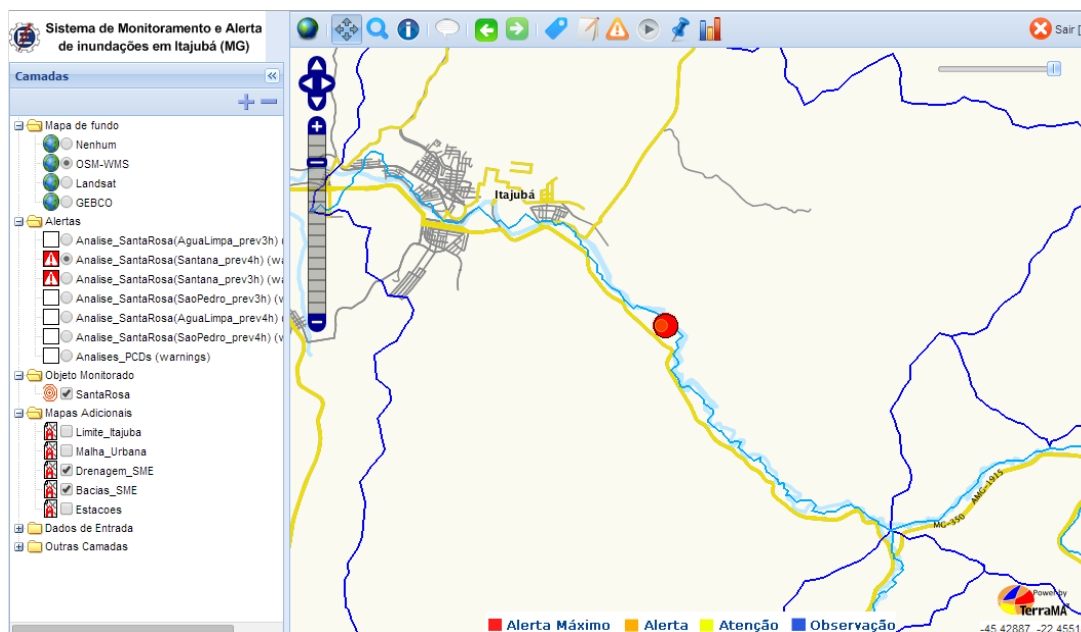 Sistema de Monitoramento e Alerta
de inundações em Itajubá (MG)
Sair [
Camadas
Mapa de fundo
Nenhum
OSM-WMS
Landsat
GEBCO
Alertas
Analise_SantaRosa(AguaLimpa_prev3h) (
Analise_SantaRosa(Santana_prev4h) (wa
Analise_SantaRosa(Santana_prev3h) (wa
Analise_SantaRosa(SaoPedro_prev3h) (w
Analise_SantaRosa(AguaLimpa_prev4h) (
Analise_SantaRosa(SaoPedro_prev4h) (w
Analises_PCDs (warnings)
Objeto Monitorado
SantaRosa
Mapas Adicionais
Limite_Itajuba
Malha_Urbana
Drenagem_SME
Bacias_SME
Estacoes
Dados de Entrada
Outras Camadas
Itajubá
AMG-1915
MG-350
Power by
TerraMA²
Alerta Máximo
Alerta
Atenção
Observação
-45.42887, -22.4551